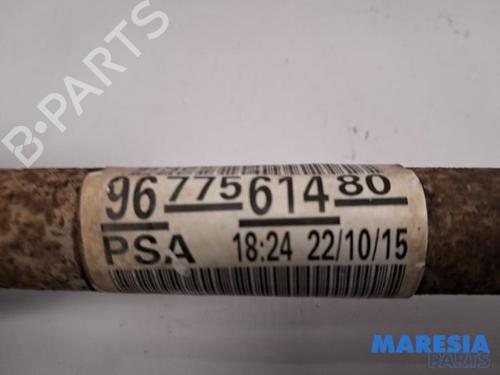 B-PARTS
96 775 614 80
PSA 18:24 22/10/15
MARESIA
PARTS